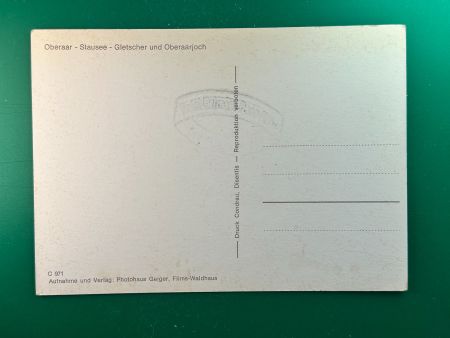 Oberaar - Stausee - Gletscher und Oberaarjoch
Druck Condrau, Disentis — Reproduktion verboten
C 971
Aufnahme und Verlag: Photohaus Geiger, Flims-Waldhaus